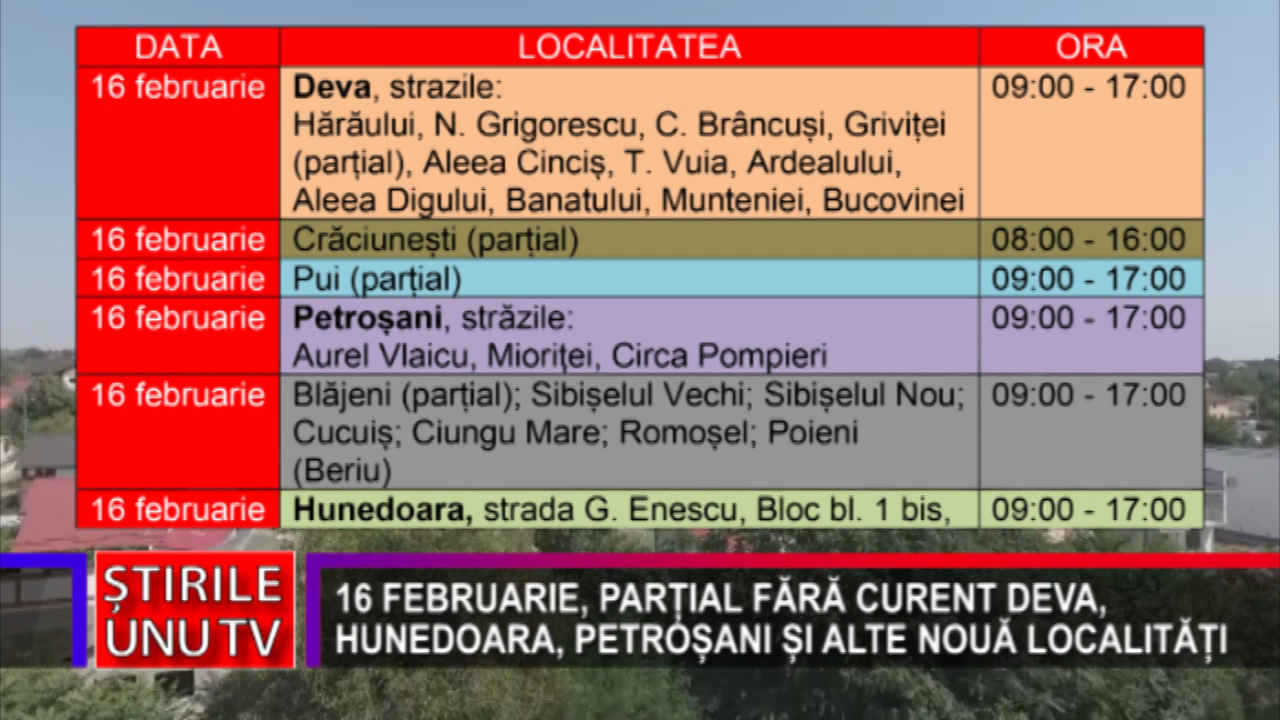 DATA LOCALITATEA ORA
16 februarie Deva, strazile: 09:00 - 17:00
Hărăului, N. Grigorescu, C. Brâncuși, Griviței
(parțial), Aleea Cinciș, T. Vuia, Ardealului,
Aleea Digului, Banatului, Munteniei, Bucovinei
16 februarie Crăciunești (parțial) 08:00 - 16:00
16 februarie Pui (parțial) 09:00 - 17:00
16 februarie Petroșani, străzile: 09:00 - 17:00
Aurel Vlaicu, Mioriței, Circa Pompieri
16 februarie Blăjeni (parțial); Sibișelul Vechi; Sibișelul Nou; 09:00 - 17:00
Cucuiș; Ciungu Mare; Romoșel; Poieni
(Beriu)
16 februarie Hunedoara, strada G. Enescu, Bloc bl. 1 bis, 09:00 - 17:00
ȘTIRILE
UNU TV
16 FEBRUARIE, PARȚIAL FĂRĂ CURENT DEVA,
HUNEDOARA, PETROȘANI ȘI ALTE NOUĂ LOCALITĂȚI